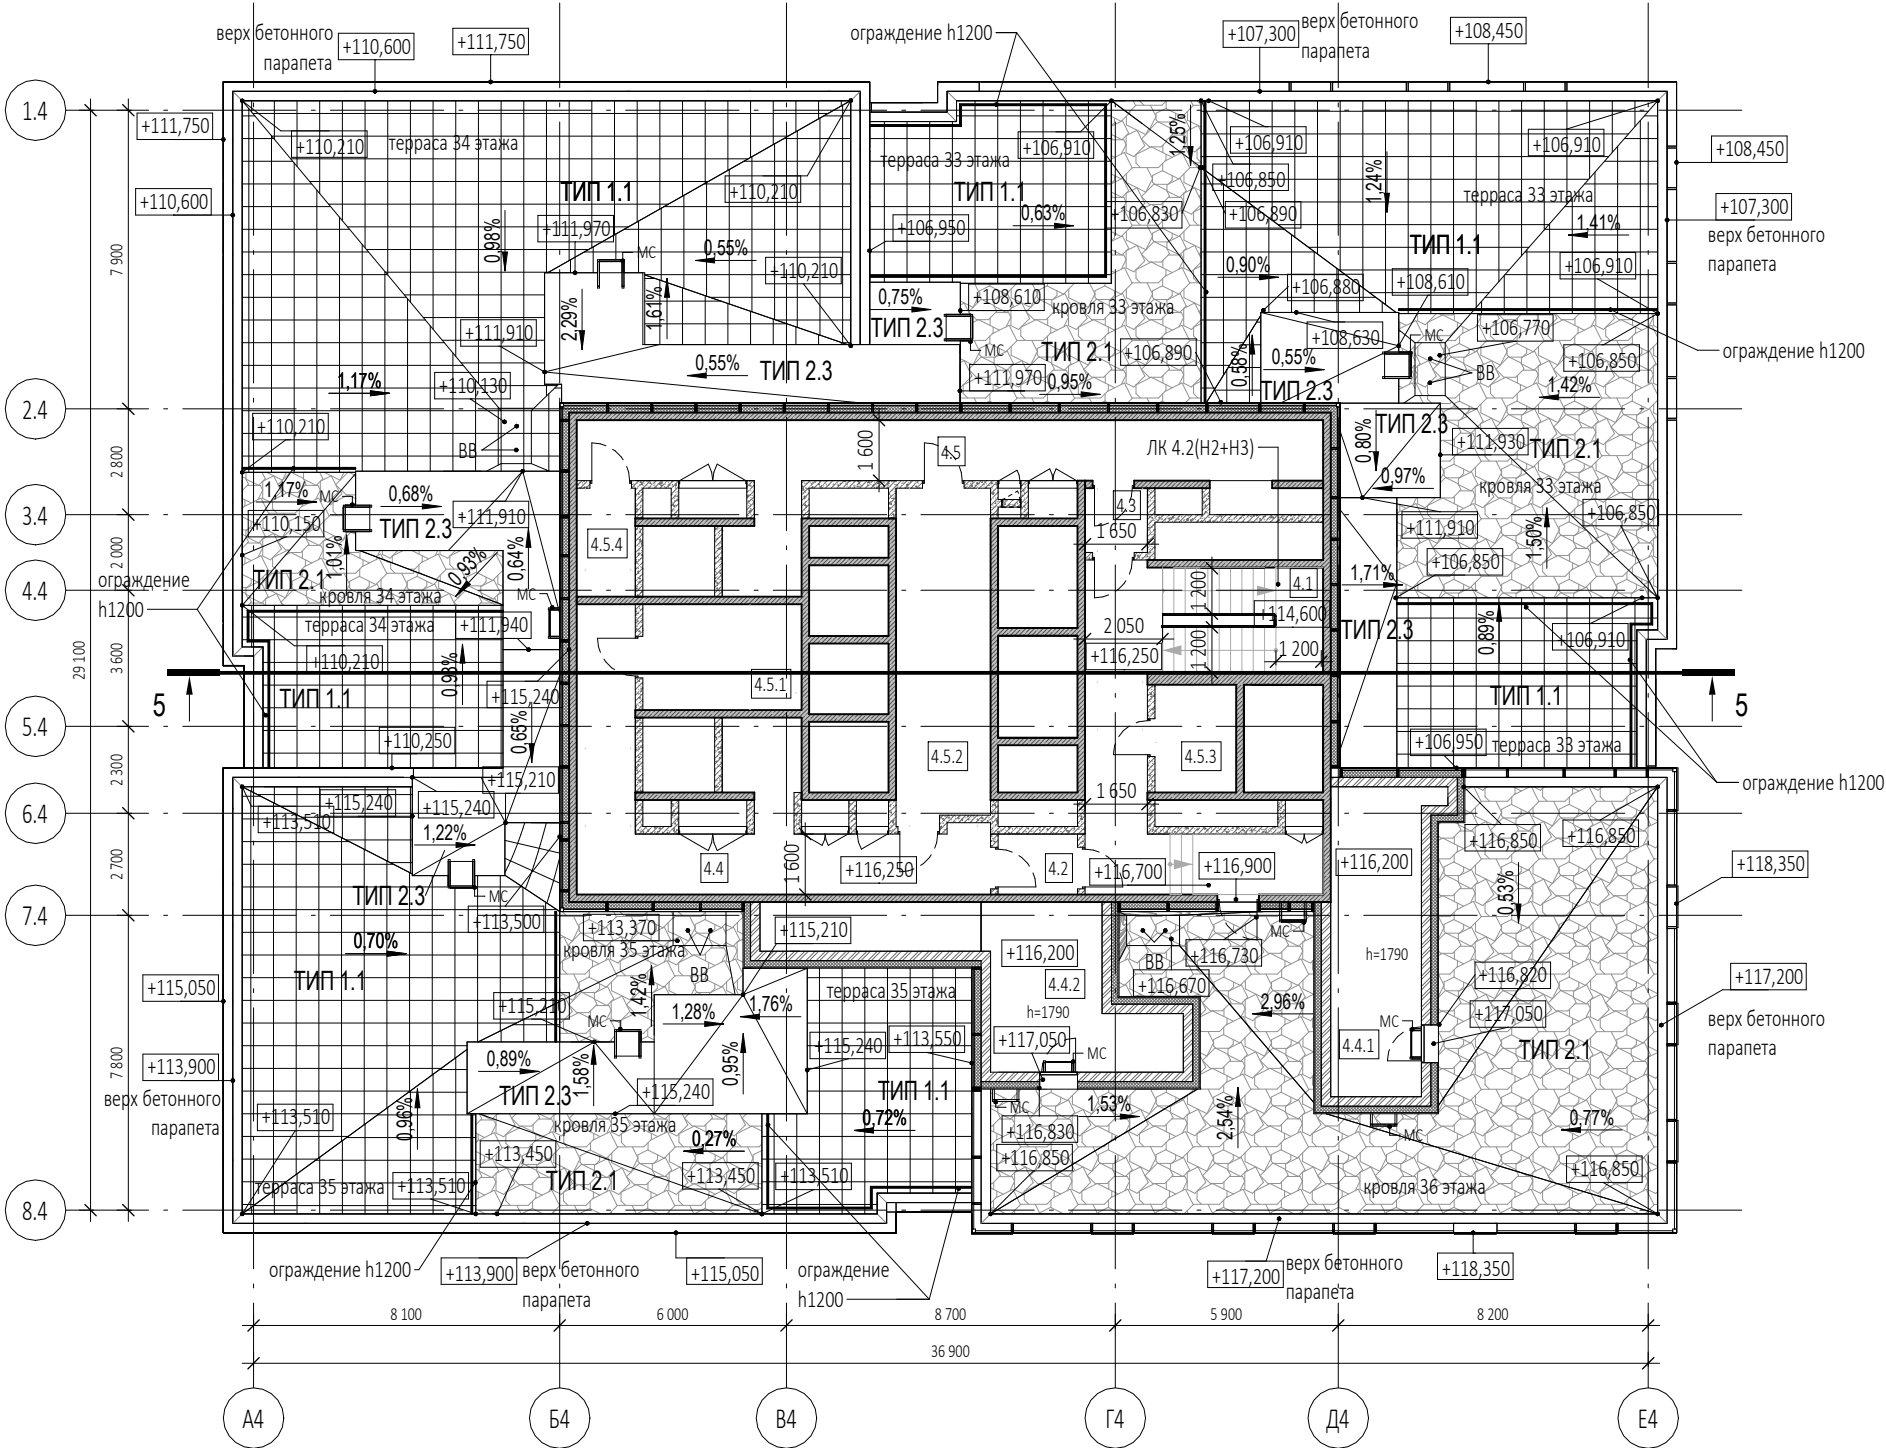 верх бетонного
парапета
+110,600
+111,750
ограждение h1200
+107,300
верх бетонного
парапета
+108,450
1.4
+111,750
+110,600
+110,210
терраса 34 этажа
ТИП 1.1
+110,210
+111,970
МС
0,98%
0,55%
+110,210
2,29%
1,61%
+111,910
0,55%
ТИП 2.3
1,17%
+110,130
ВВ
+110,210
терраса 33 этажа
+106,910
ТИП 1.1
0,63%
+106,950
1,25%
+106,830
0,75%
ТИП 2.3
+108,610
кровля 33 этажа
МС
ТИП 2.1
+106,890
+111,970
0,95%
+106,910
+106,850
+106,890
+106,910
1,24%
терраса 33 этажа
1,41%
ТИП 1.1
+106,910
0,90%
+106,880
+108,610
+108,630
МС
+106,770
+106,850
ВВ
0,58%
0,55%
ТИП 2.3
1,42%
+108,450
+107,300
верх бетонного
парапета
ограждение h1200
7 900
2.4
2 800
3.4
2 000
4.4
29 100
3 600
5.4
2 300
6.4
2 700
7.4
7 800
8.4
1,17%
МС
0,68%
+110,150
ТИП 2.3
+111,910
1,01%
0,93%
0,64%
ТИП 2.1
кровля 34 этажа
МС
ограждение
h1200
терраса 34 этажа
+111,940
+110,210
0,98%
ТИП 1.1
+115,240
0,65%
+110,250
+115,210
5
1 600
4.5
ЛК 4.2(Н2+Н3)
4.3
1 650
4.5.4
4.1
1 200
+114,600
2 050
+116,250
1 200
1 200
4.5.1
4.5.2
4.5.3
1 650
4.4
1 600
+116,250
4.2
+116,700
+116,900
ТИП 2.3
0,80%
+111,930
ТИП 2.1
0,97%
кровля 33 этажа
+106,850
+111,910
1,50%
+106,850
1,71%
ТИП 2.3
0,89%
+106,910
ТИП 1.1
+106,950
терраса 33 этажа
5
ограждение h1200
+115,240
+113,510
+115,240
1,22%
ТИП 2.3
МС
+113,500
0,70%
ТИП 1.1
+115,050
+113,900
верх бетонного
парапета
+113,370
кровля 35 этажа
ВВ
1,42%
+115,210
+115,210
МС
1,28%
1,76%
0,89%
1,58%
0,95%
ТИП 2.3
+115,240
+113,510
0,96%
кровля 35 этажа
0,27%
+113,450
+113,450
ТИП 2.1
терраса 35 этажа
+113,510
терраса 35 этажа
+115,240
+113,550
ТИП 1.1
0,72%
+113,510
+116,200
4.4.2
h=1790
+117,050
МС
ВВ
+116,730
+116,670
МС
2,96%
МС
1,53%
2,54%
+116,830
+116,850
+116,200
h=1790
МС
4.4.1
МС
+116,850
+116,850
0,53%
+116,820
+117,050
ТИП 2.1
0,77%
+116,850
кровля 36 этажа
+118,350
+117,200
верх бетонного
парапета
ограждение h1200
+113,900
верх бетонного
парапета
+115,050
ограждение
h1200
+117,200
верх бетонного
парапета
+118,350
8 100
6 000
8 700
5 900
8 200
36 900
А4
Б4
В4
Г4
Д4
Е4